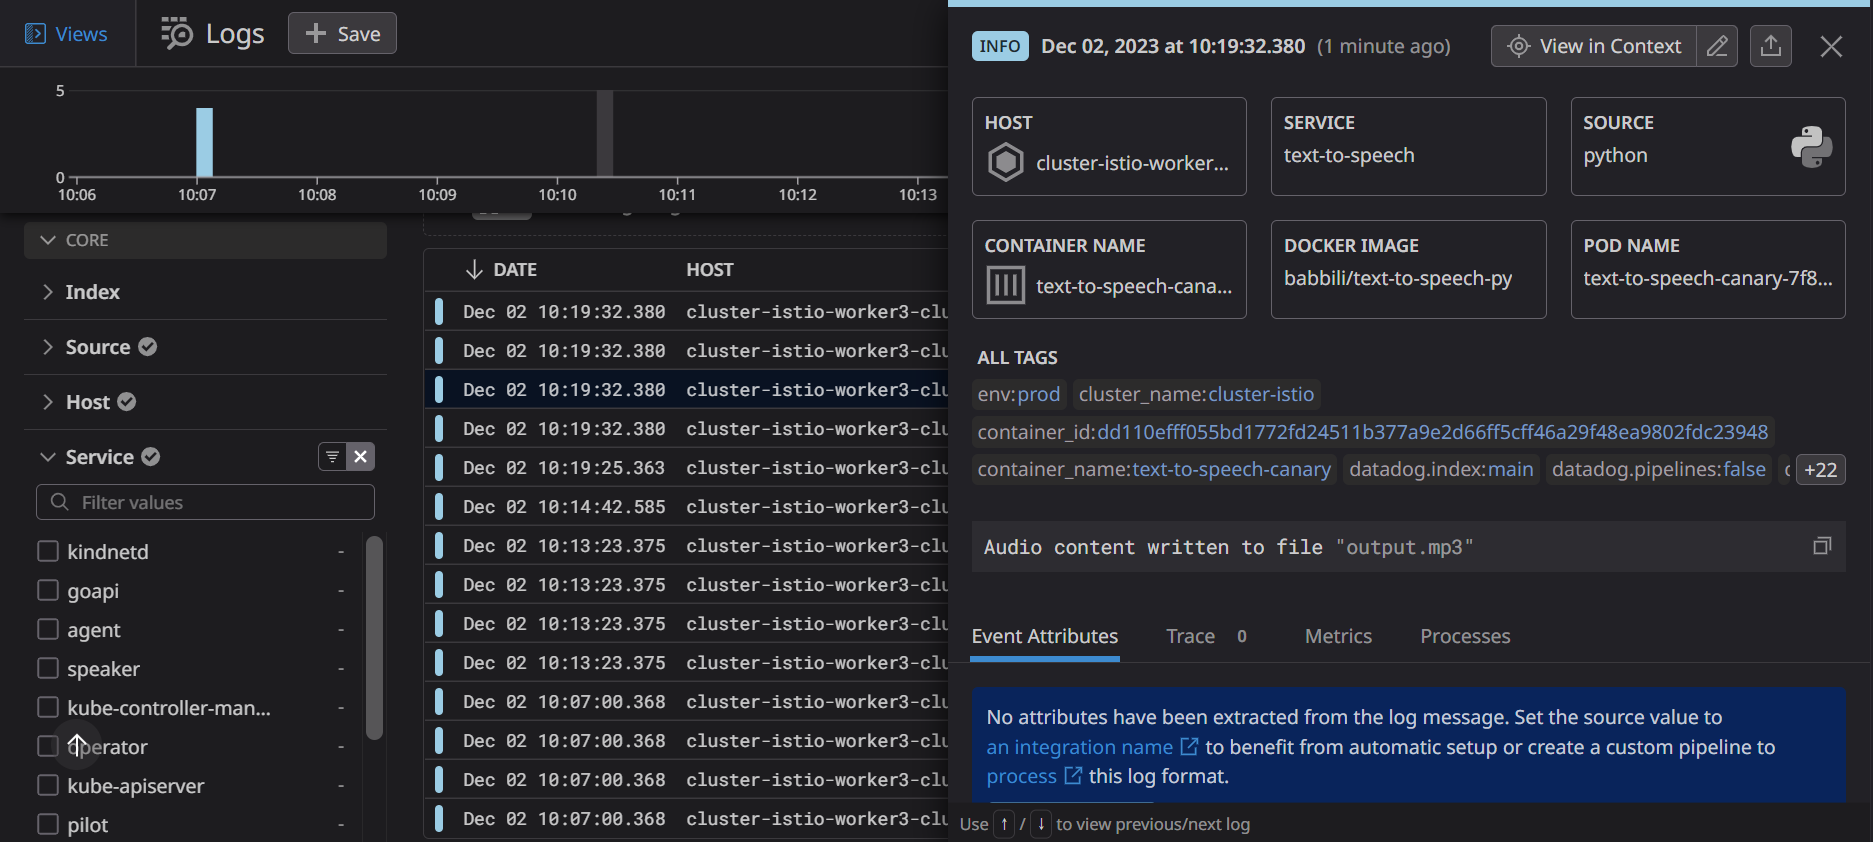 Views
Logs
Save
5
0
10:06 10:07 10:08 10:09 10:10 10:11 10:12 10:13
CORE
Index
Source
Host
Service
Filter values
kindnetd -
goapi -
agent -
speaker -
kube-controller-man... -
operator -
kube-apiserver -
pilot -
DATE HOST
Dec 02 10:19:32.380 cluster-istio-worker3-clu
Dec 02 10:19:32.380 cluster-istio-worker3-clu
Dec 02 10:19:32.380 cluster-istio-worker3-clu
Dec 02 10:19:32.380 cluster-istio-worker3-clu
Dec 02 10:19:25.363 cluster-istio-worker3-clu
Dec 02 10:14:42.585 cluster-istio-worker3-clu
Dec 02 10:13:23.375 cluster-istio-worker3-clu
Dec 02 10:13:23.375 cluster-istio-worker3-clu
Dec 02 10:13:23.375 cluster-istio-worker3-clu
Dec 02 10:13:23.375 cluster-istio-worker3-clu
Dec 02 10:07:00.368 cluster-istio-worker3-clu
Dec 02 10:07:00.368 cluster-istio-worker3-clu
Dec 02 10:07:00.368 cluster-istio-worker3-clu
Dec 02 10:07:00.368 cluster-istio-worker3-clu
INFO Dec 02, 2023 at 10:19:32.380 (1 minute ago)
View in Context
HOST
cluster-istio-worker...
SERVICE
text-to-speech
SOURCE
python
CONTAINER NAME
text-to-speech-cana...
DOCKER IMAGE
babbili/text-to-speech-py
POD NAME
text-to-speech-canary-7f8...
ALL TAGS
env:prod cluster_name:cluster-istio
container_id:dd110efff055bd1772fd24511b377a9e2d66ff5cff46a29f48ea9802fdc23948
container_name:text-to-speech-canary datadog.index:main datadog.pipelines:false +22
Audio content written to file "output.mp3"
Event Attributes Trace 0 Metrics Processes
No attributes have been extracted from the log message. Set the source value to
an integration name to benefit from automatic setup or create a custom pipeline to
process this log format.
Use ↑ / ↓ to view previous/next log